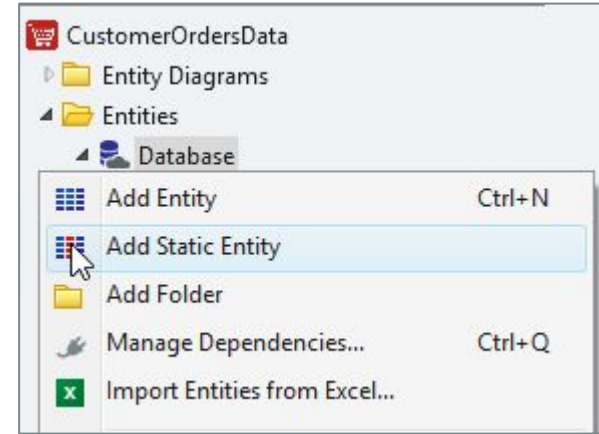 CustomerOrdersData
Entity Diagrams
Entities
Database
Add Entity Ctrl+N
Add Static Entity
Add Folder
Manage Dependencies... Ctrl+Q
Import Entities from Excel...